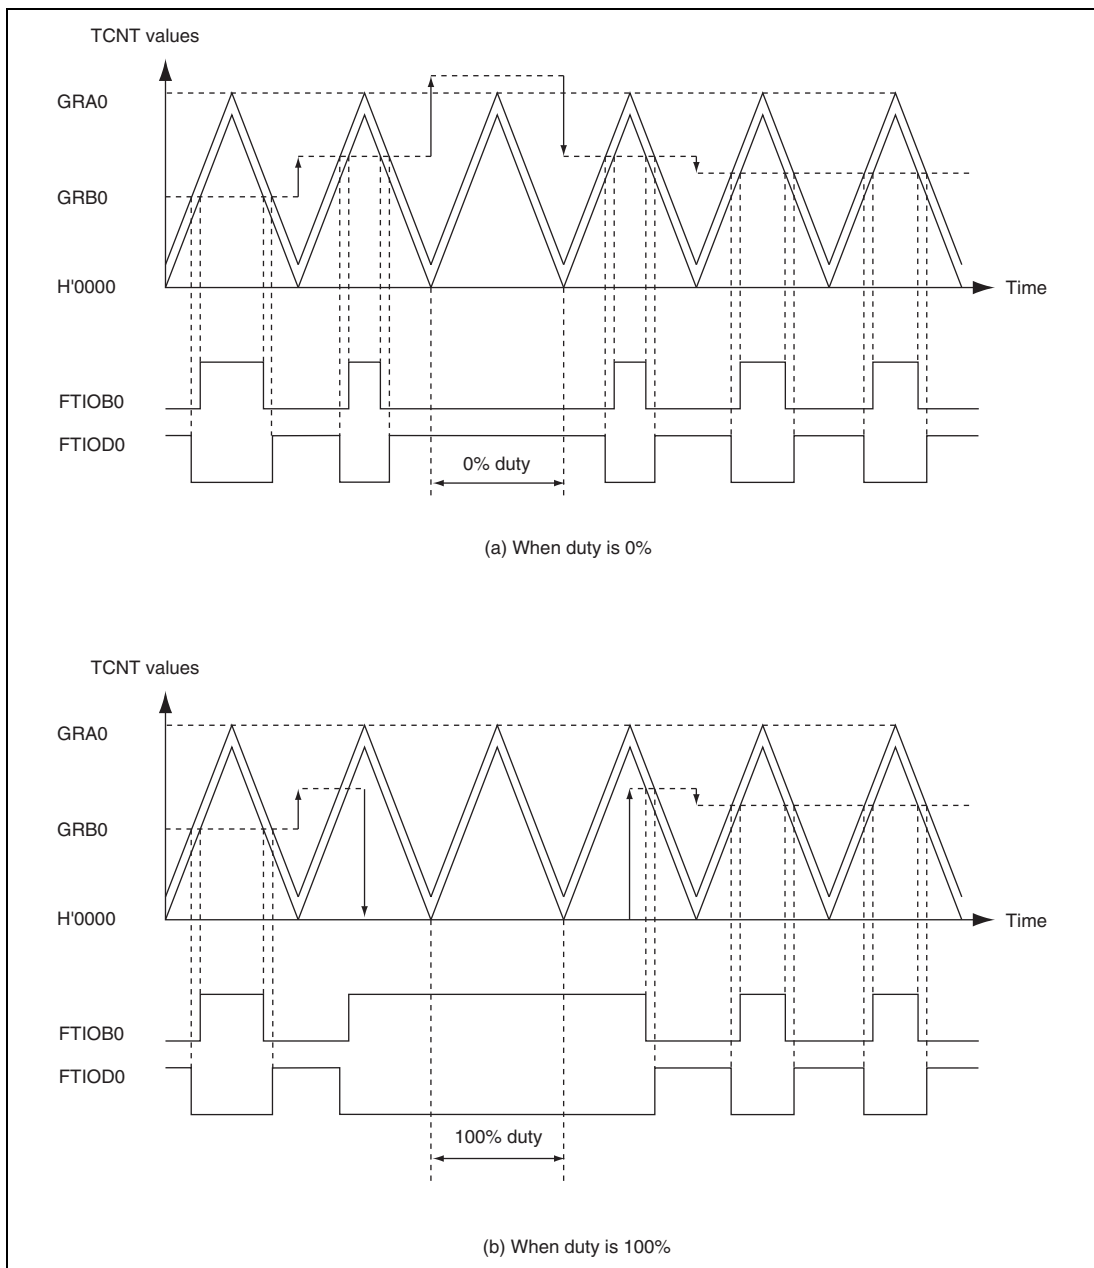 TCNT values
GRA0
GRB0
H'0000
Time
FTIOB0
FTIOD0
0% duty
(a) When duty is 0%
TCNT values
GRA0
GRB0
H'0000
Time
FTIOB0
FTIOD0
100% duty
(b) When duty is 100%